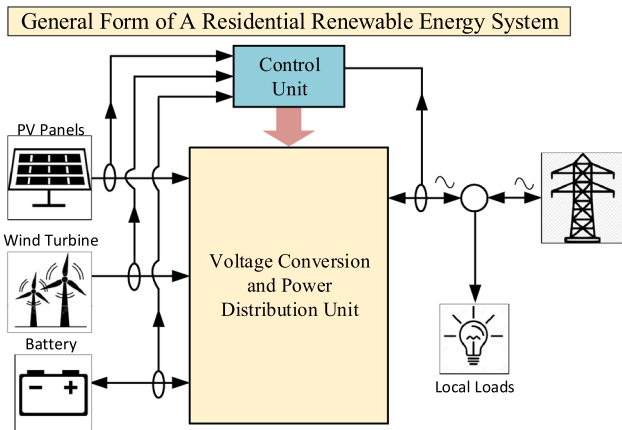 General Form of A Residential Renewable Energy System
Control
Unit
PV Panels
Wind Turbine
Voltage Conversion
and Power
Distribution Unit
Battery
Local Loads